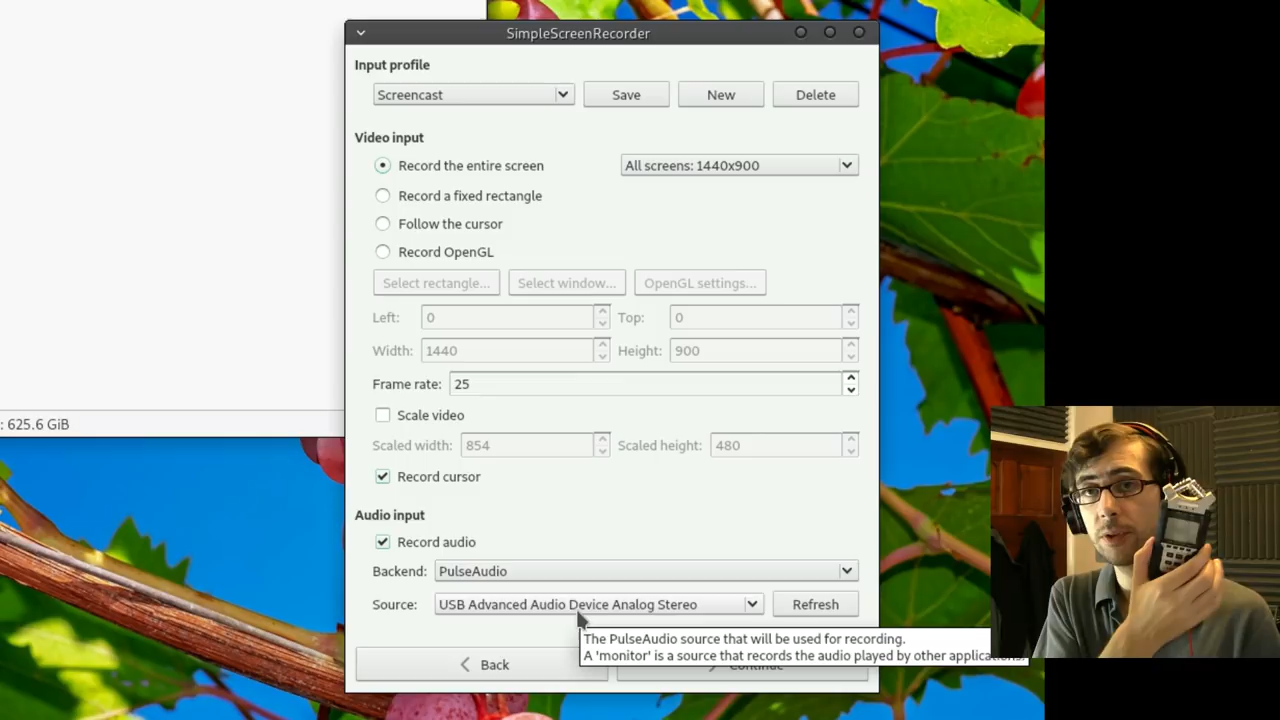 SimpleScreenRecorder
Input profile
Screencast Save New Delete
Video input
Record the entire screen All screens: 1440x900
Record a fixed rectangle
Follow the cursor
Record OpenGL
Select rectangle... Select window... OpenGL settings...
Left: 0 Top: 0
Width: 1440 Height: 900
Frame rate: 25
: 625.6 GiB
Scale video
Scaled width: 854 Scaled height: 480
Record cursor
Audio input
Record audio
Backend: PulseAudio
Source: USB Advanced Audio Device Analog Stereo Refresh
The PulseAudio source that will be used for recording.
A 'monitor' is a source that records the audio played by other applications.
Back Continue